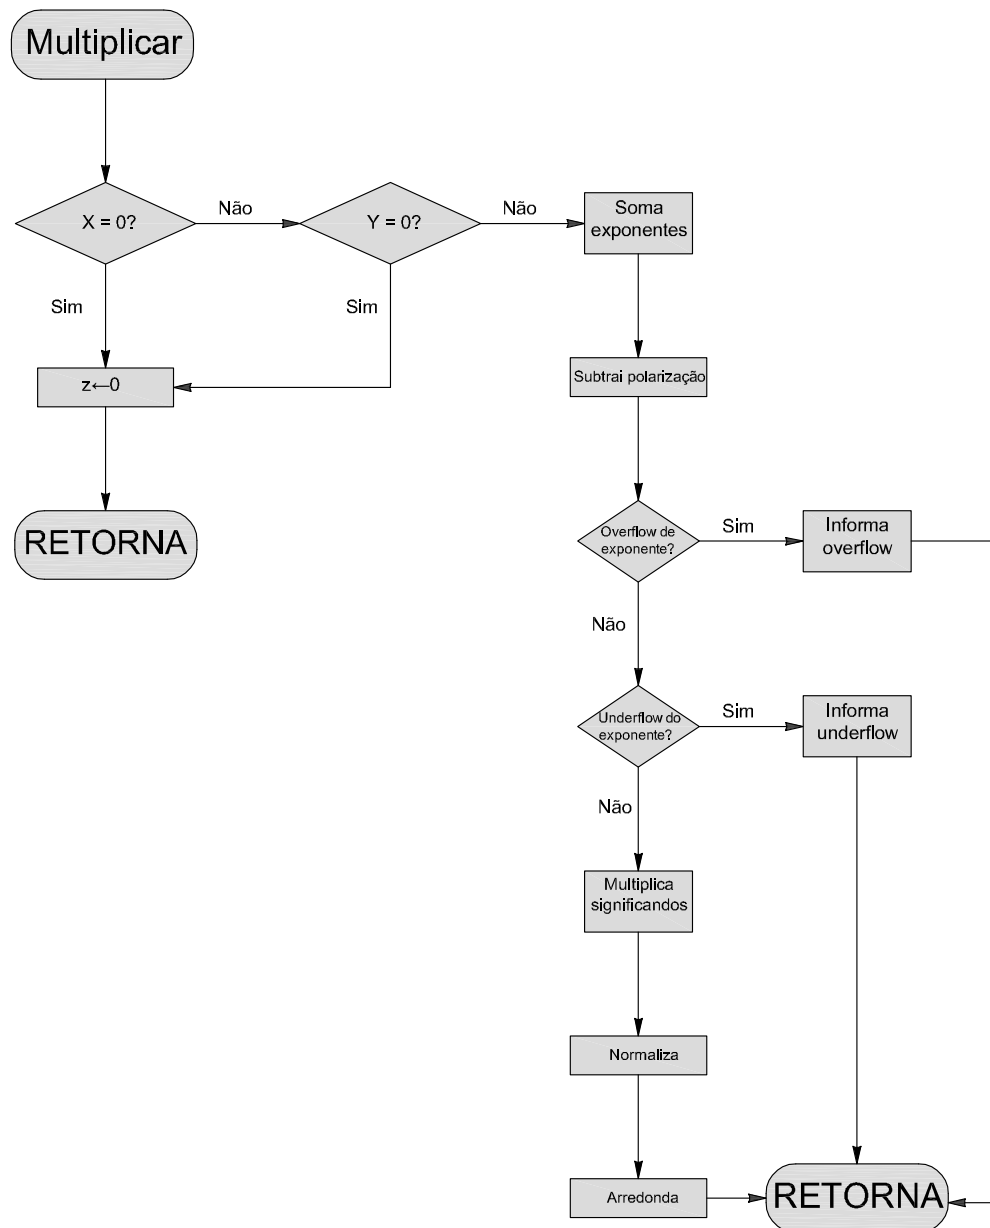 Multiplicar
X = 0?
Não
Y = 0?
Não
Soma
exponentes
Sim
Sim
z←0
Subtrai polarização
RETORNA
Overflow de
exponente?
Sim
Informa
overflow
Não
Underflow do
exponente?
Sim
Informa
underflow
Não
Multiplica
significandos
Normaliza
Arredonda
RETORNA